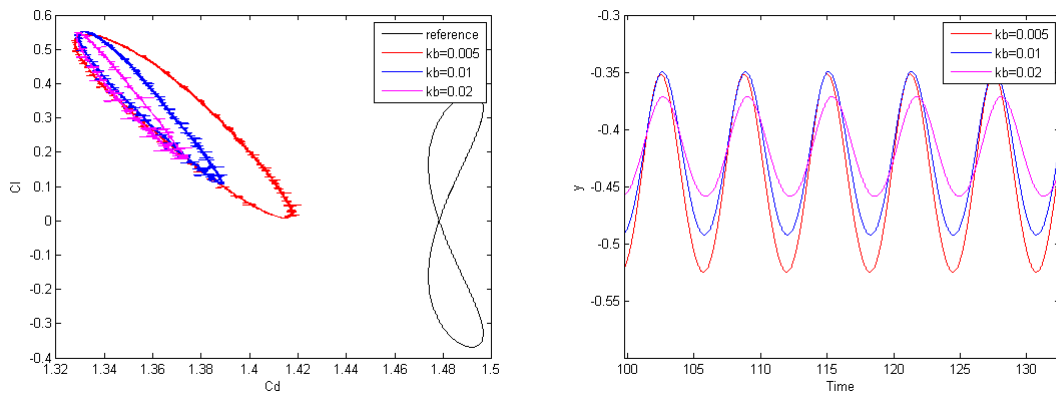 0.6
0.5
0.4
0.3
0.2
0.1
0
-0.1
-0.2
-0.3
-0.4
Cl
1.32 1.34 1.36 1.38 1.4 1.42 1.44 1.46 1.48 1.5
Cd
reference
kb=0.005
kb=0.01
kb=0.02
-0.3
-0.35
-0.4
-0.45
-0.5
-0.55
y
100 105 110 115 120 125 130
Time
kb=0.005
kb=0.01
kb=0.02